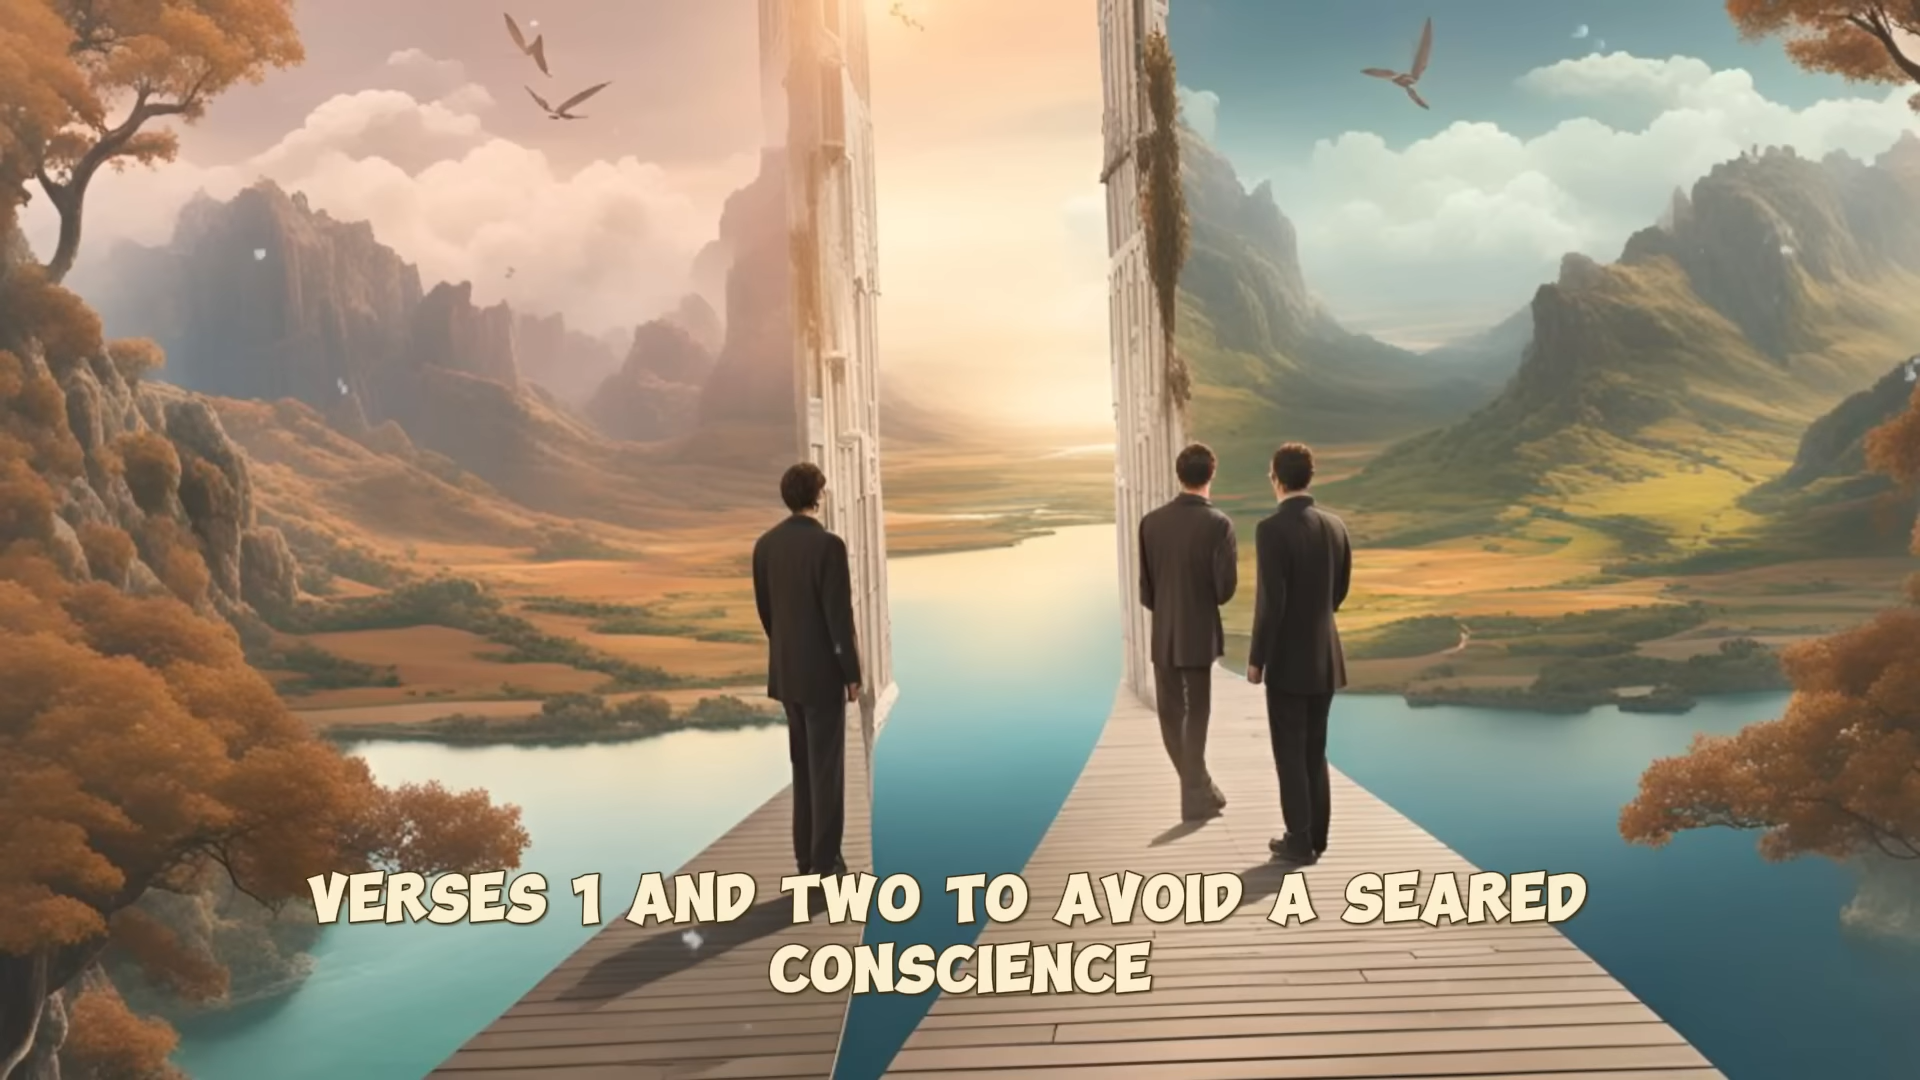 VERSES 1 AND TWO TO AVOID A SEARED
CONSCIENCE